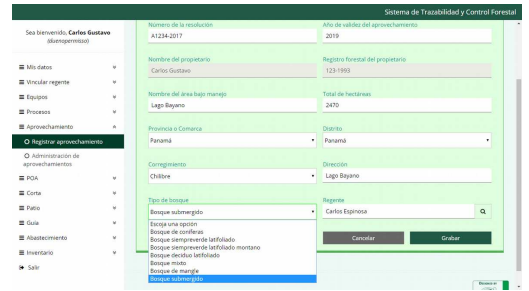 Sistema de Trazabilidad y Control Forestal
Sea bienvenido, Carlos Gustavo
(duenopermiso)
Mis datos
Vincular regente
Equipos
Procesos
Aprovechamiento
Registrar aprovechamiento
Administración de
aprovechamientos
POA
Corta
Patio
Guia
Abastecimiento
Inventario
Salir
Número de la resolución
Año de validez del aprovechamiento
A1234-2017
2019
Nombre del propietario
Registro forestal del propietario
Carlos Gustavo
123-1993
Nombre del área bajo manejo
Total de hectáreas
Lago Bayano
2470
Provincia o Comarca
Distrito
Panamá
Panamá
Corregimiento
Dirección
Chilibre
Lago Bayano
Tipo de bosque
Regente
Bosque submergido
Carlos Espinosa
Escoja una opción
Bosque de coníferas
Bosque siempreverde latifoliado
Bosque siempreverde latifoliado montano
Bosque deciduo latifoliado
Bosque mixto
Bosque de mangle
Bosque submergido
Cancelar
Grabar